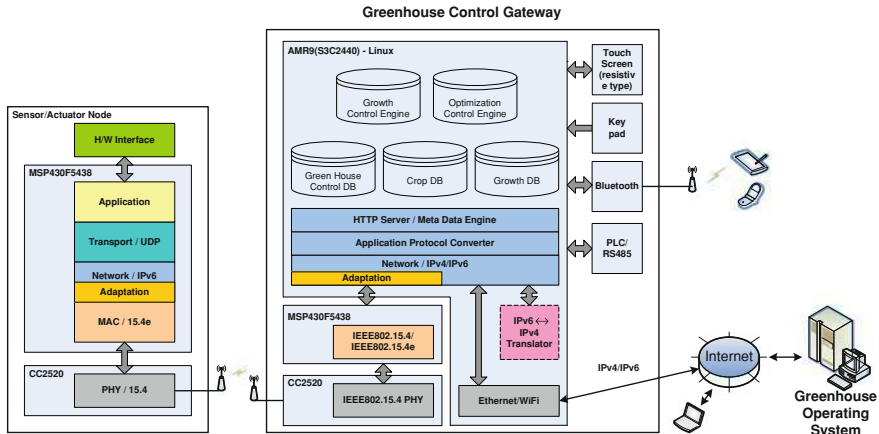 Greenhouse Control Gateway
Sensor/Actuator Node
H/W Interface
MSP430F5438
Application
Transport / UDP
Network / IPv6
Adaptation
MAC / 15.4e
CC2520
PHY / 15.4
AMR9(S3C2440) - Linux
Growth
Control Engine
Optimization
Control Engine
Green House
Control DB
Crop DB
Growth DB
HTTP Server / Meta Data Engine
Application Protocol Converter
Network / IPv4/IPv6
Adaptation
MSP430F5438
IEEE802.15.4/
IEEE802.15.4e
CC2520
IEEE802.15.4 PHY
IPv6 ↔
IPv4
Translator
Ethernet/WiFi
Touch
Screen
(resistiv
e type)
Key
pad
Bluetooth
PLC/
RS485
IPv4/IPv6
Internet
Greenhouse
Operating
System